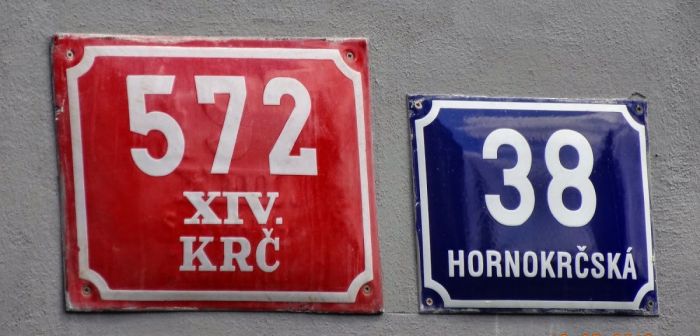 572
XIV.
KRČ
38
HORNOKRČSKÁ